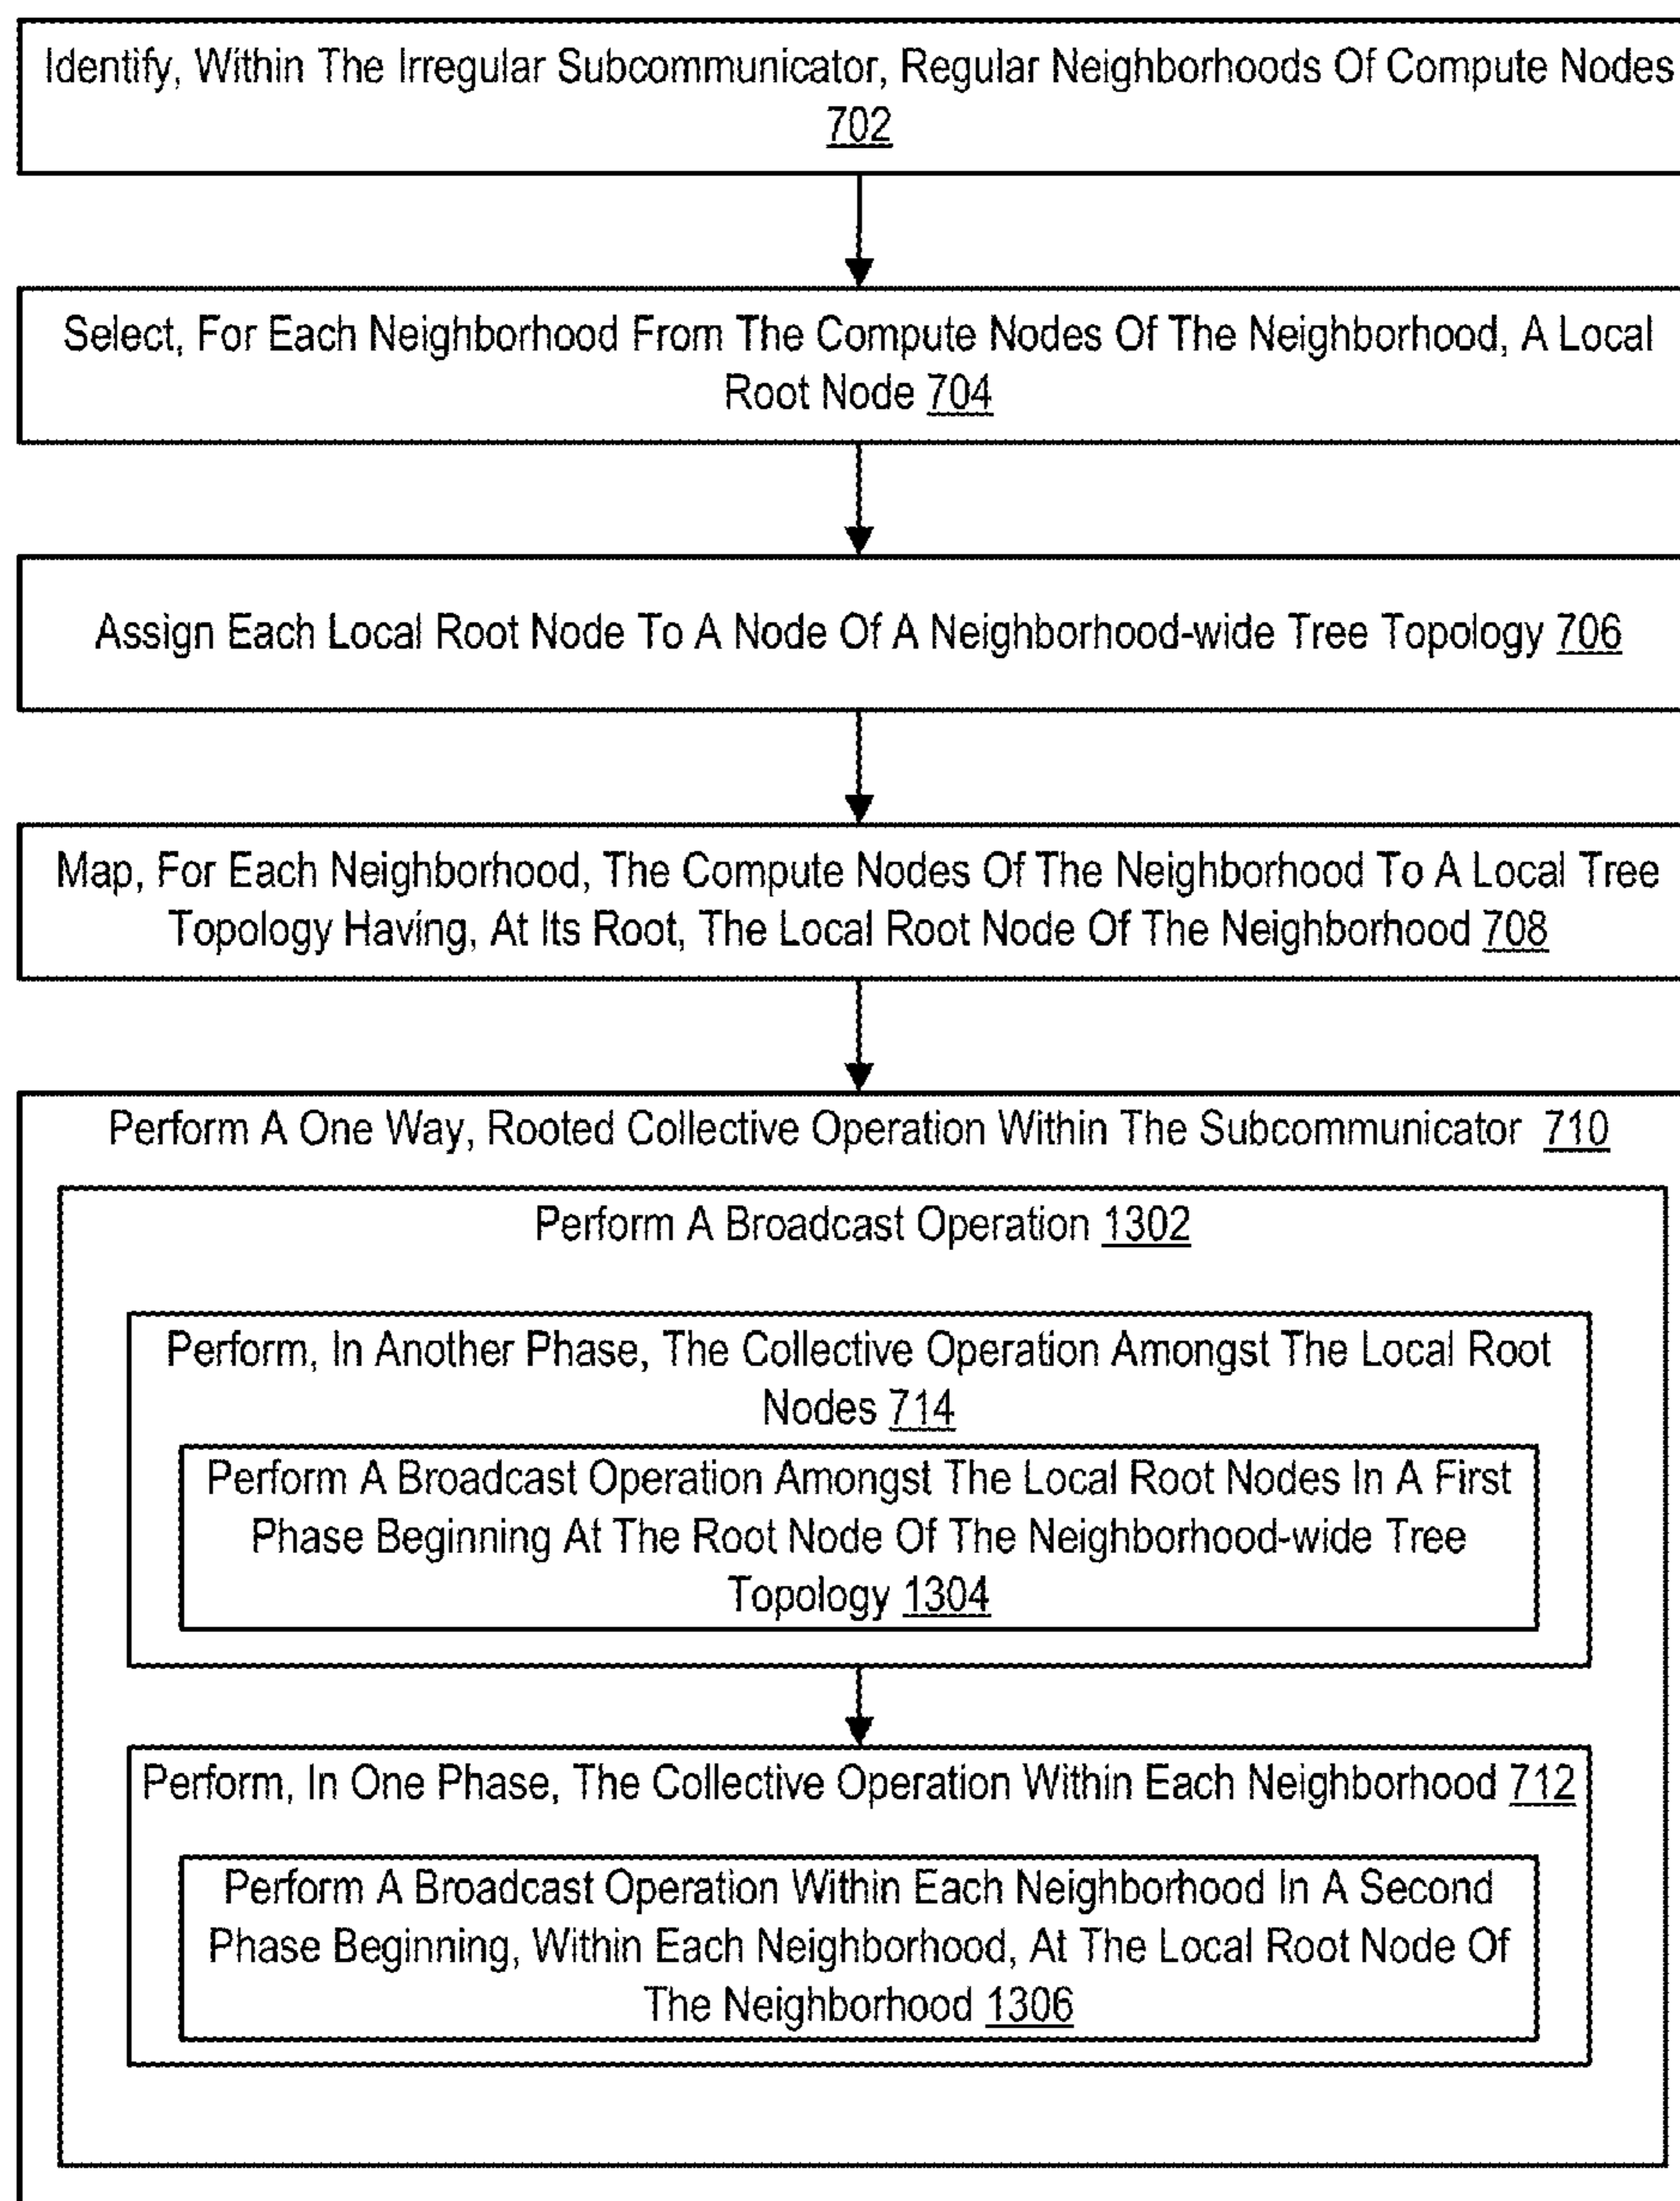 Identify, Within The Irregular Subcommunicator, Regular Neighborhoods Of Compute Nodes
702
Select, For Each Neighborhood From The Compute Nodes Of The Neighborhood, A Local
Root Node 704
Assign Each Local Root Node To A Node Of A Neighborhood-wide Tree Topology 706
Map, For Each Neighborhood, The Compute Nodes Of The Neighborhood To A Local Tree
Topology Having, At Its Root, The Local Root Node Of The Neighborhood 708
Perform A One Way, Rooted Collective Operation Within The Subcommunicator 710
Perform A Broadcast Operation 1302
Perform, In Another Phase, The Collective Operation Amongst The Local Root
Nodes 714
Perform A Broadcast Operation Amongst The Local Root Nodes In A First
Phase Beginning At The Root Node Of The Neighborhood-wide Tree
Topology 1304
Perform, In One Phase, The Collective Operation Within Each Neighborhood 712
Perform A Broadcast Operation Within Each Neighborhood In A Second
Phase Beginning, Within Each Neighborhood, At The Local Root Node Of
The Neighborhood 1306